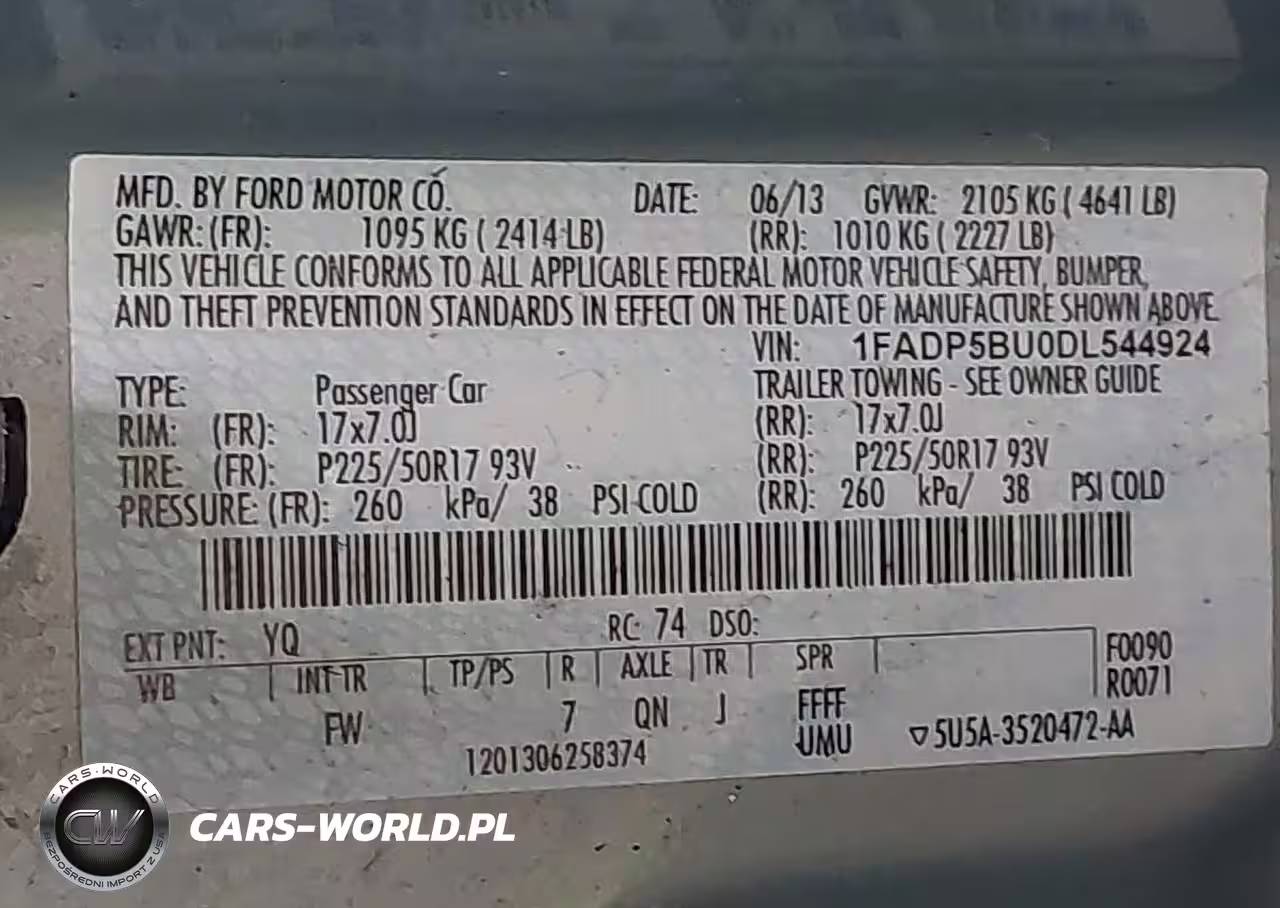 MFD. BY FORD MOTOR CO. DATE: 06/13 GVWR: 2105 KG ( 4641 LB)
GAWR: (FR): 1095 KG ( 2414 LB) (RR): 1010 KG ( 2227 LB)
THIS VEHICLE CONFORMS TO ALL APPLICABLE FEDERAL MOTOR VEHICLE SAFETY, BUMPER,
AND THEFT PREVENTION STANDARDS IN EFFECT ON THE DATE OF MANUFACTURE SHOWN ABOVE.
VIN: 1FADP5BU0DL544924
TYPE: Passenger Car TRAILER TOWING - SEE OWNER GUIDE
RIM: (FR): 17x7.0J (RR): 17x7.0J
TIRE: (FR): P225/50R17 93V (RR): P225/50R17 93V
PRESSURE: (FR): 260 kPa/ 38 PSI COLD (RR): 260 kPa/ 38 PSI COLD
RC: 74 DSO:
EXT PNT: YQ F0090
WB INT TR TP/PS R AXLE TR SPR R0071
FW 7 QN J FFFF
UMU ▽5U5A-3520472-AA
1201306258374
CARS-WORLD
CW
BEZPOŚREDNI IMPORT Z USA
CARS-WORLD.PL